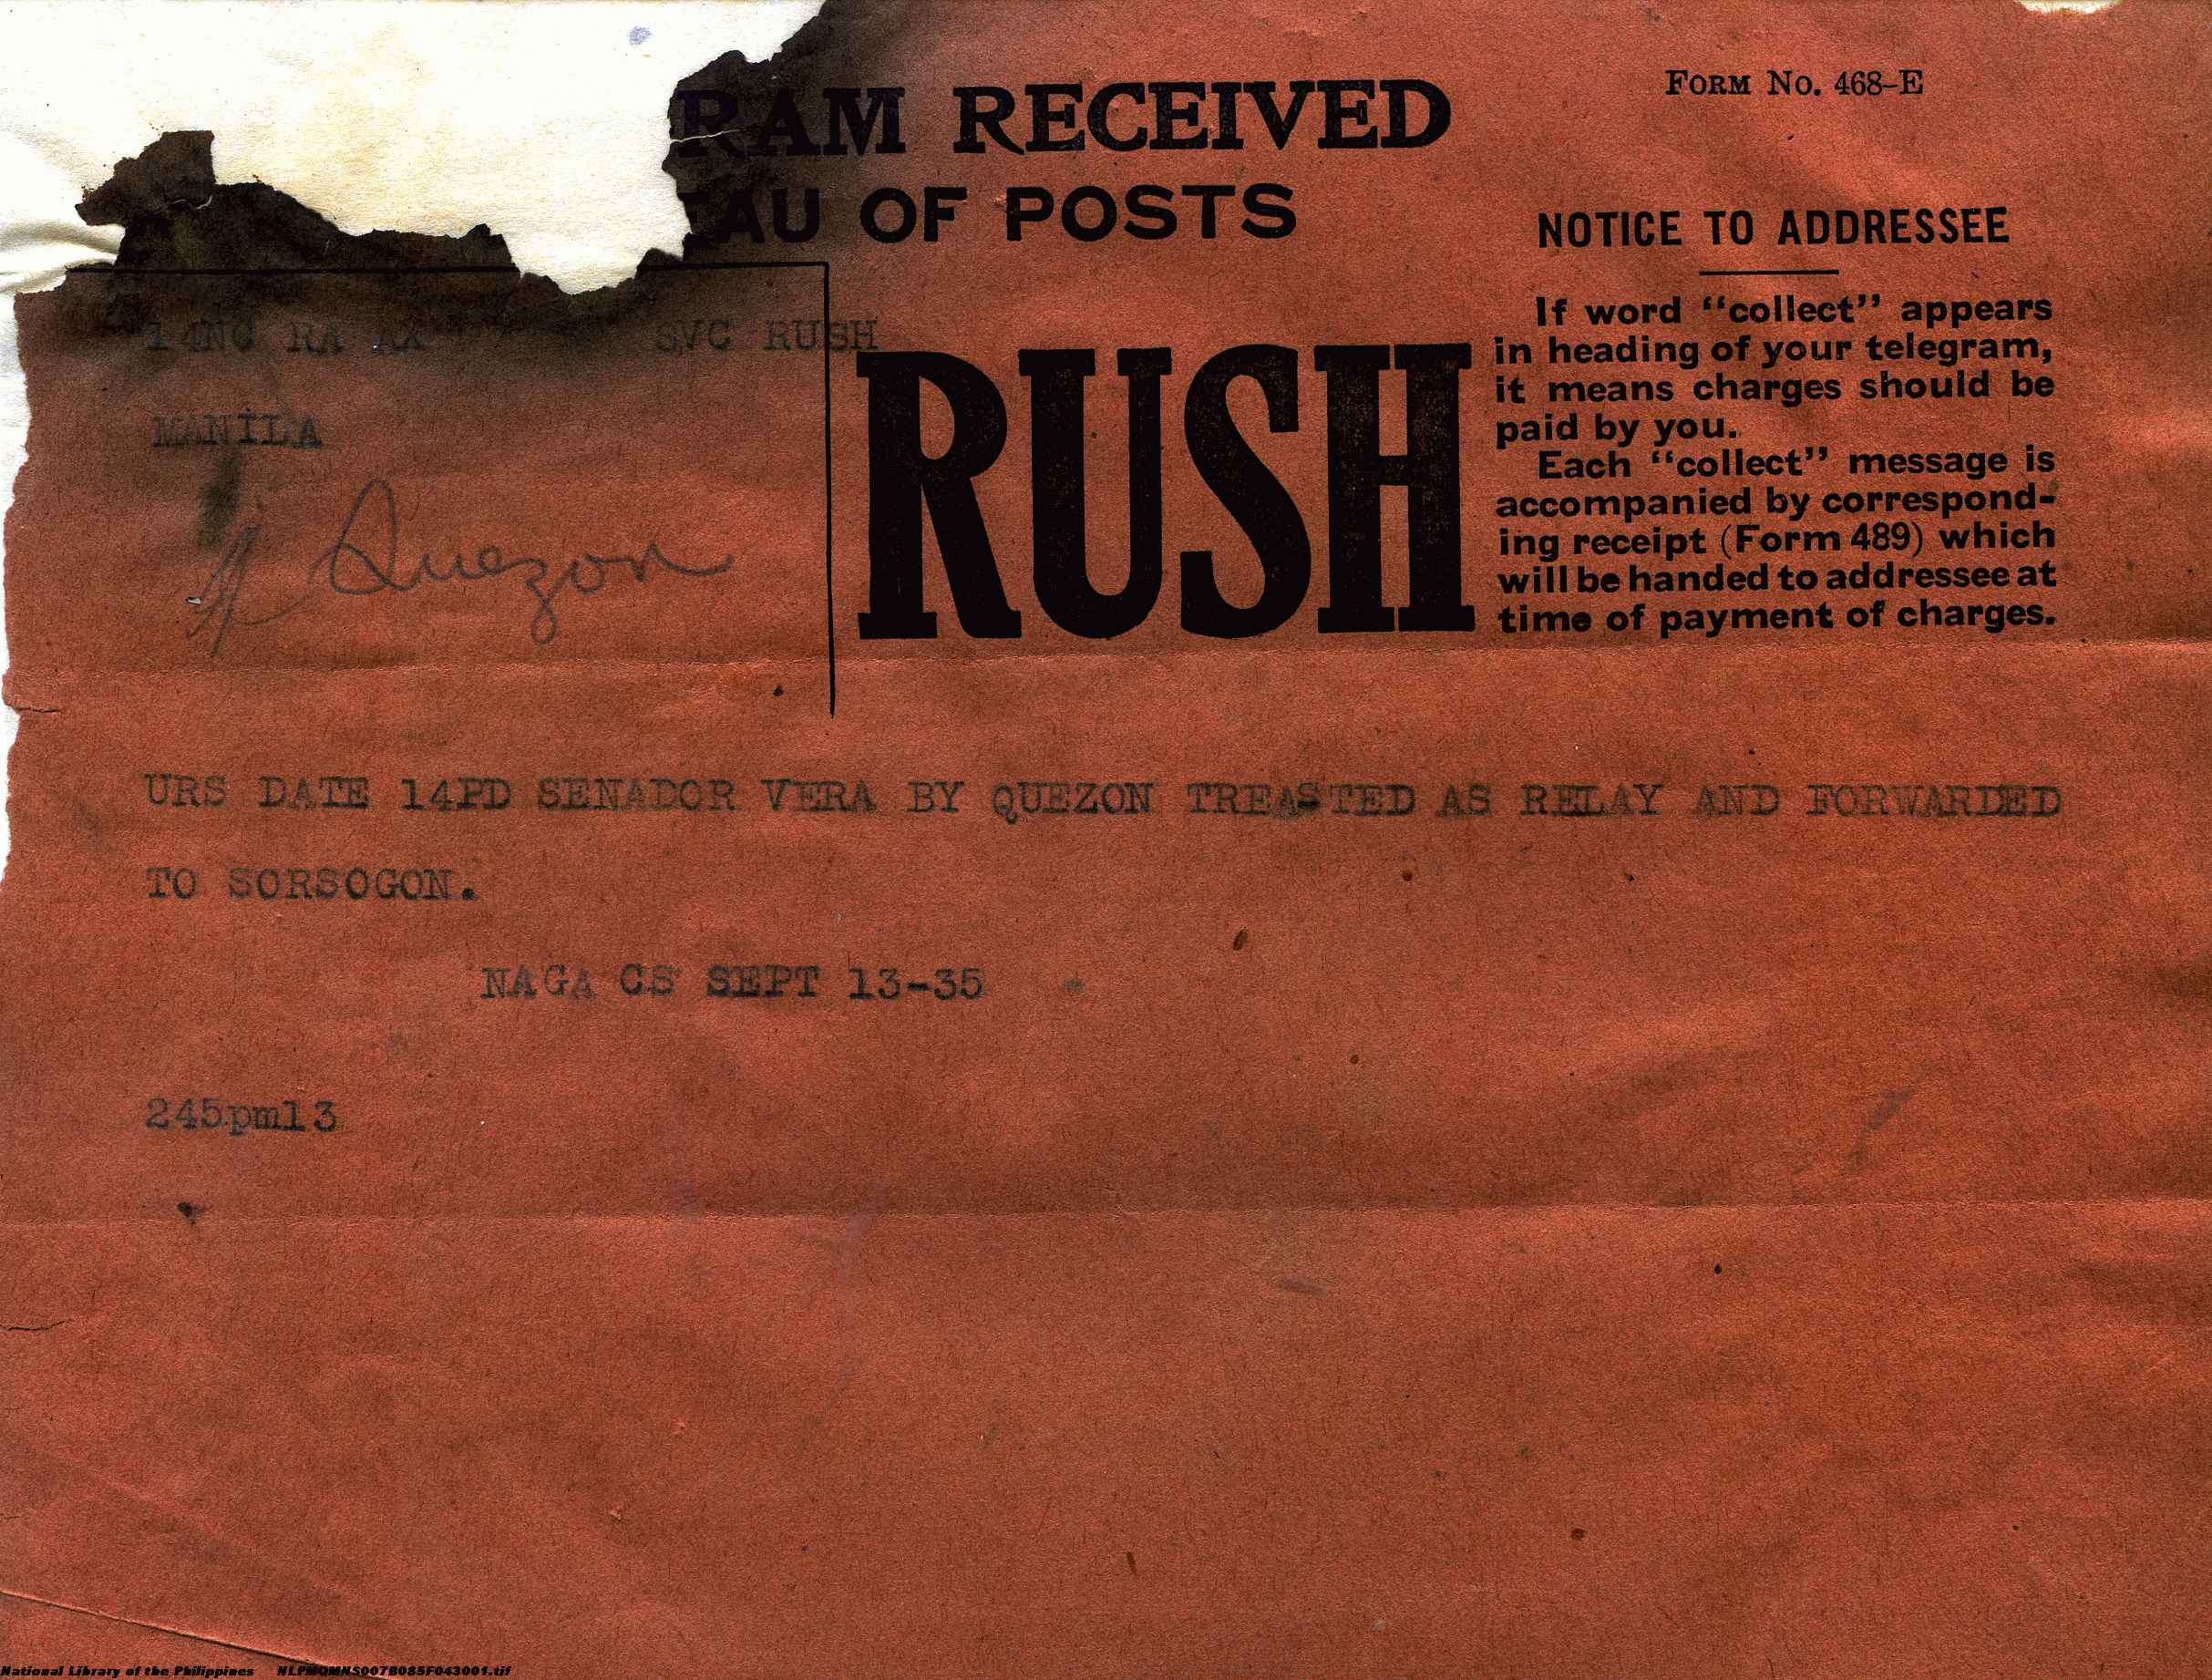 RAM RECEIVED
AU OF POSTS
FORM NO. 468-E
NOTICE TO ADDRESSEE
If word "collect" appears
in heading of your telegram,
it means charges should be
paid by you.
Each "collect" message is
accompanied by correspond-
ing receipt (Form 489) which
will be handed to addressee at
time of payment of charges.
RUSH
14NC RA SVC RUSH
MANILA
Quezon
URS DATE 14PD SENADOR VERA BY QUEZON TREASTED AS RELAY AND FORWARDED
TO SORSOGON.
NAGA CS SEPT 13-35
245pm13
National Library of the Philippines NLPMQMNS007B085F043001.tif